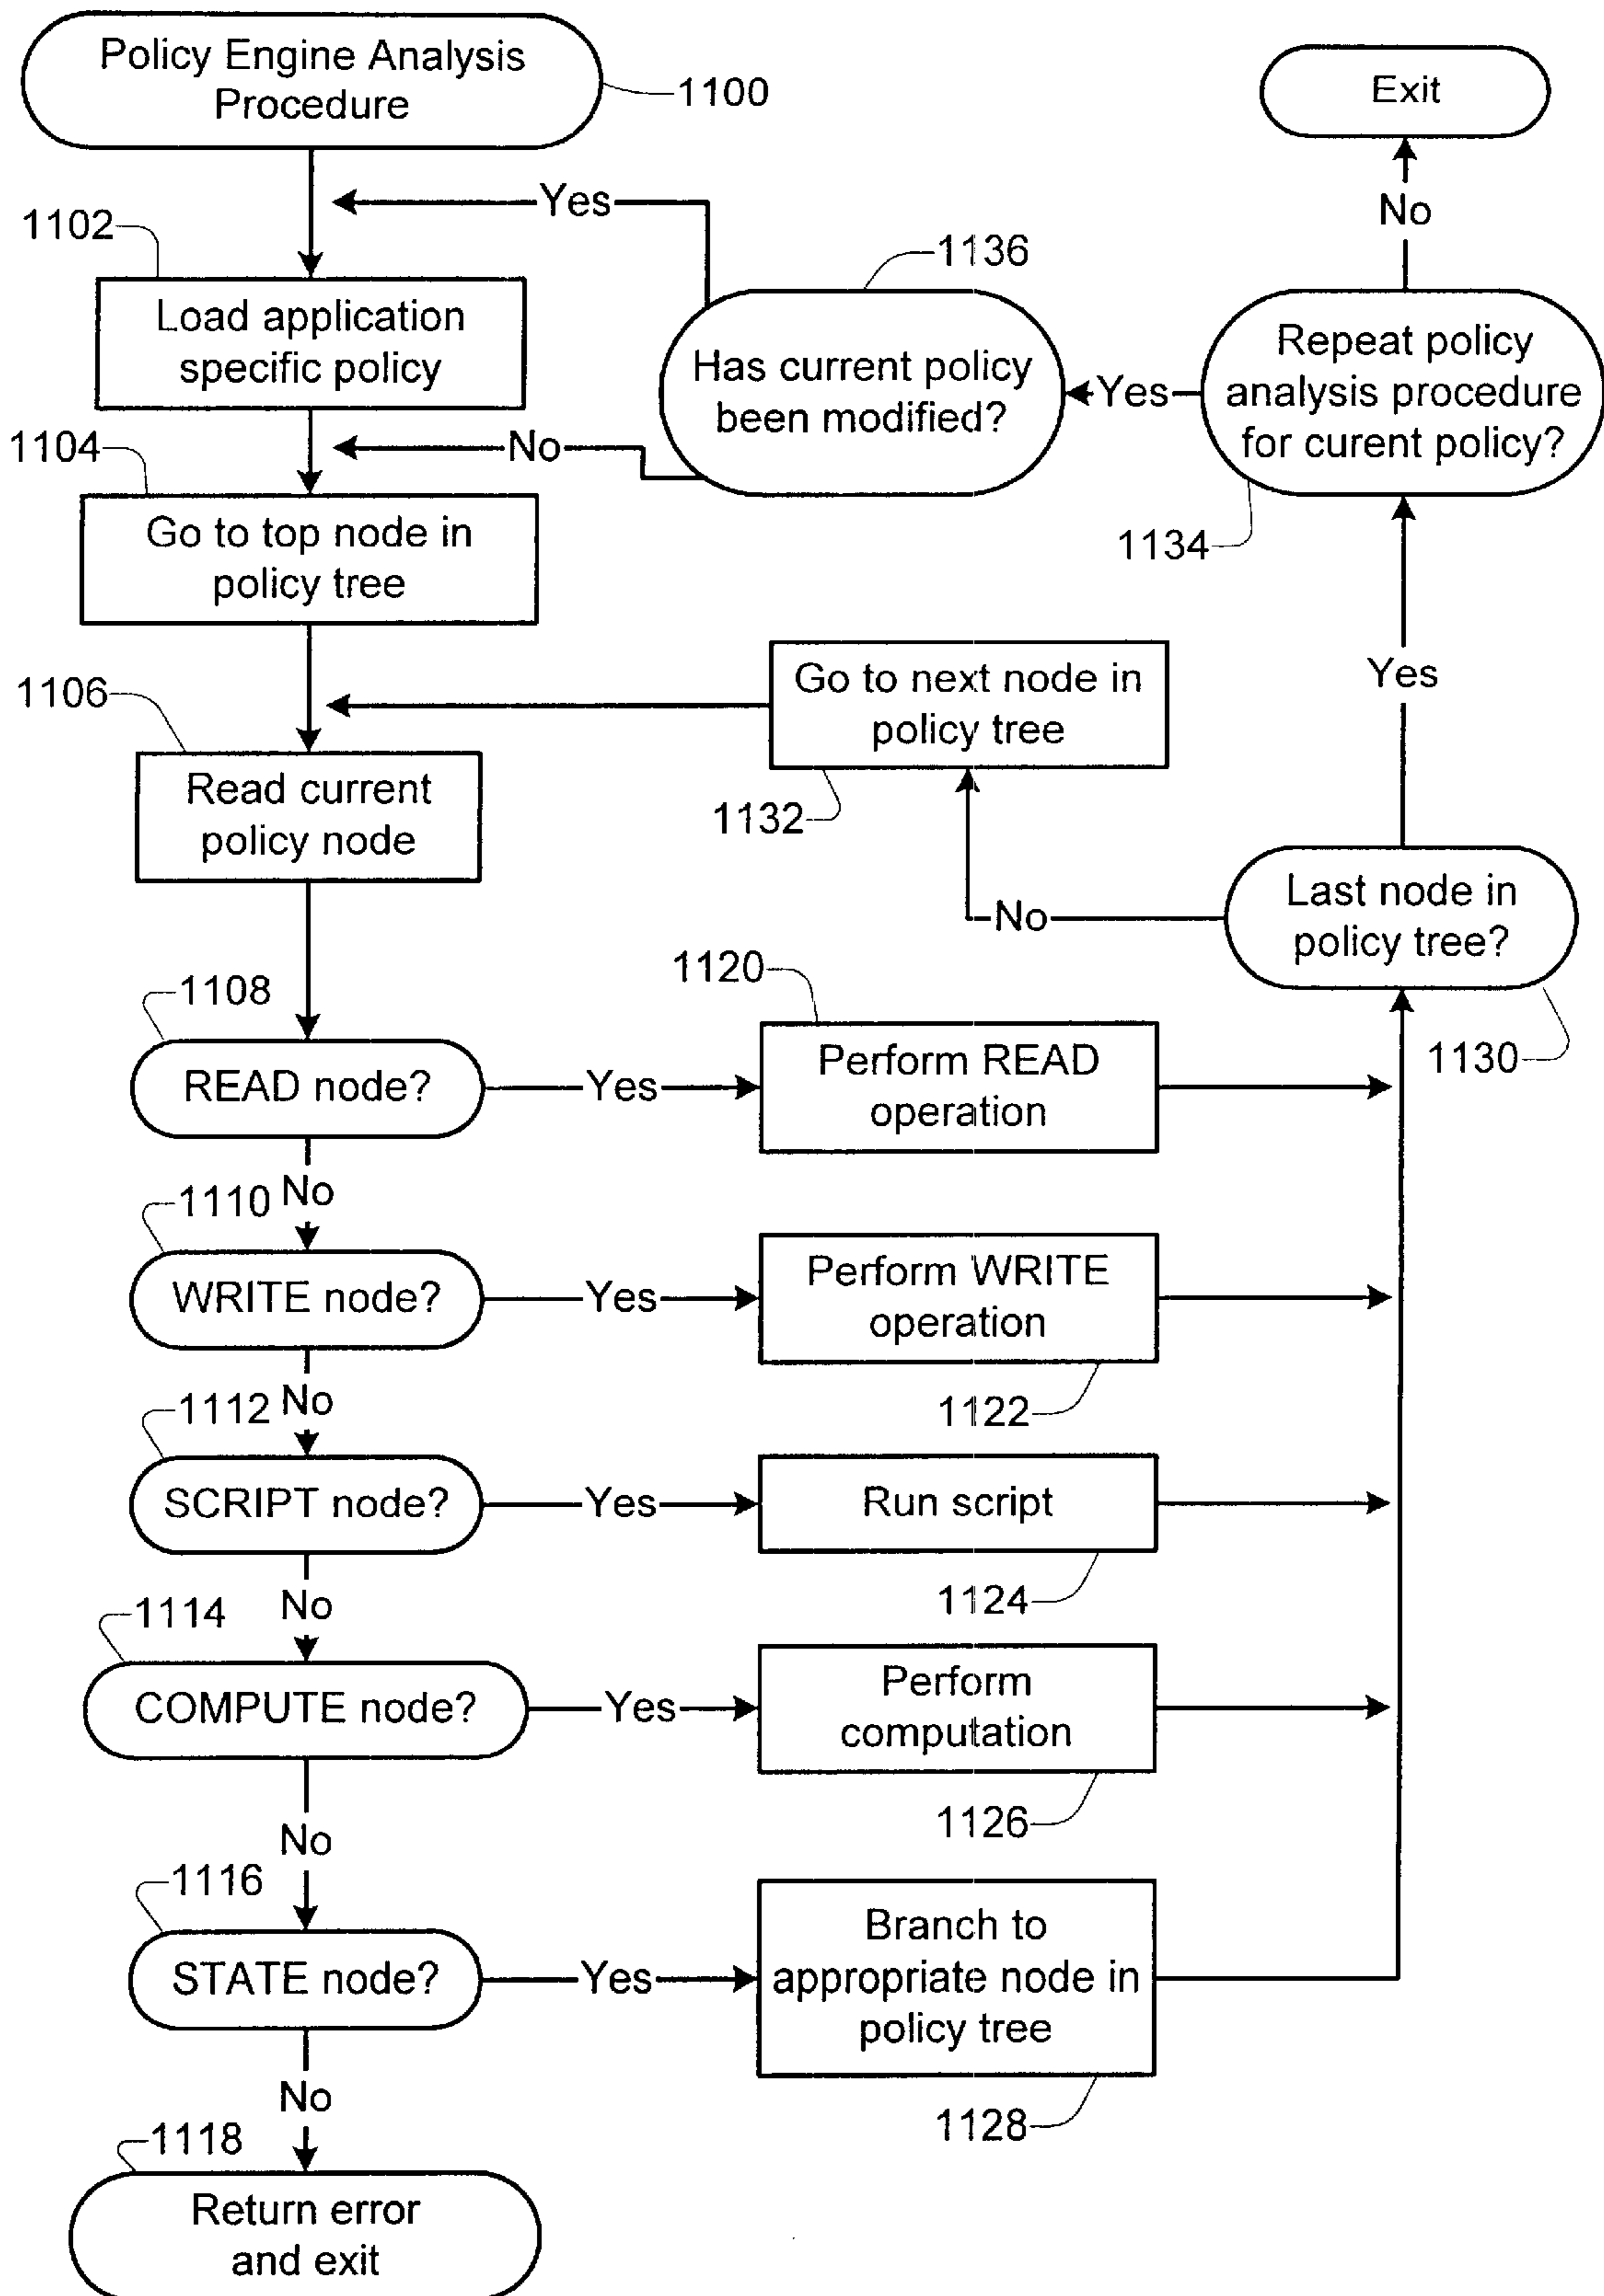 Policy Engine Analysis
Procedure
1100
Exit
Yes
No
1102
1136
Load application
specific policy
Has current policy
been modified?
Yes
Repeat policy
analysis procedure
for curent policy?
No
1104
1134
Go to top node in
policy tree
Go to next node in
policy tree
Yes
1106
1132
Read current
policy node
Last node in
policy tree?
No
1130
1108
1120
READ node?
Yes
Perform READ
operation
No
1110
WRITE node?
Yes
Perform WRITE
operation
1122
No
1112
SCRIPT node?
Yes
Run script
1124
No
1114
COMPUTE node?
Yes
Perform
computation
1126
No
1116
STATE node?
Yes
Branch to
appropriate node in
policy tree
1128
No
1118
Return error
and exit